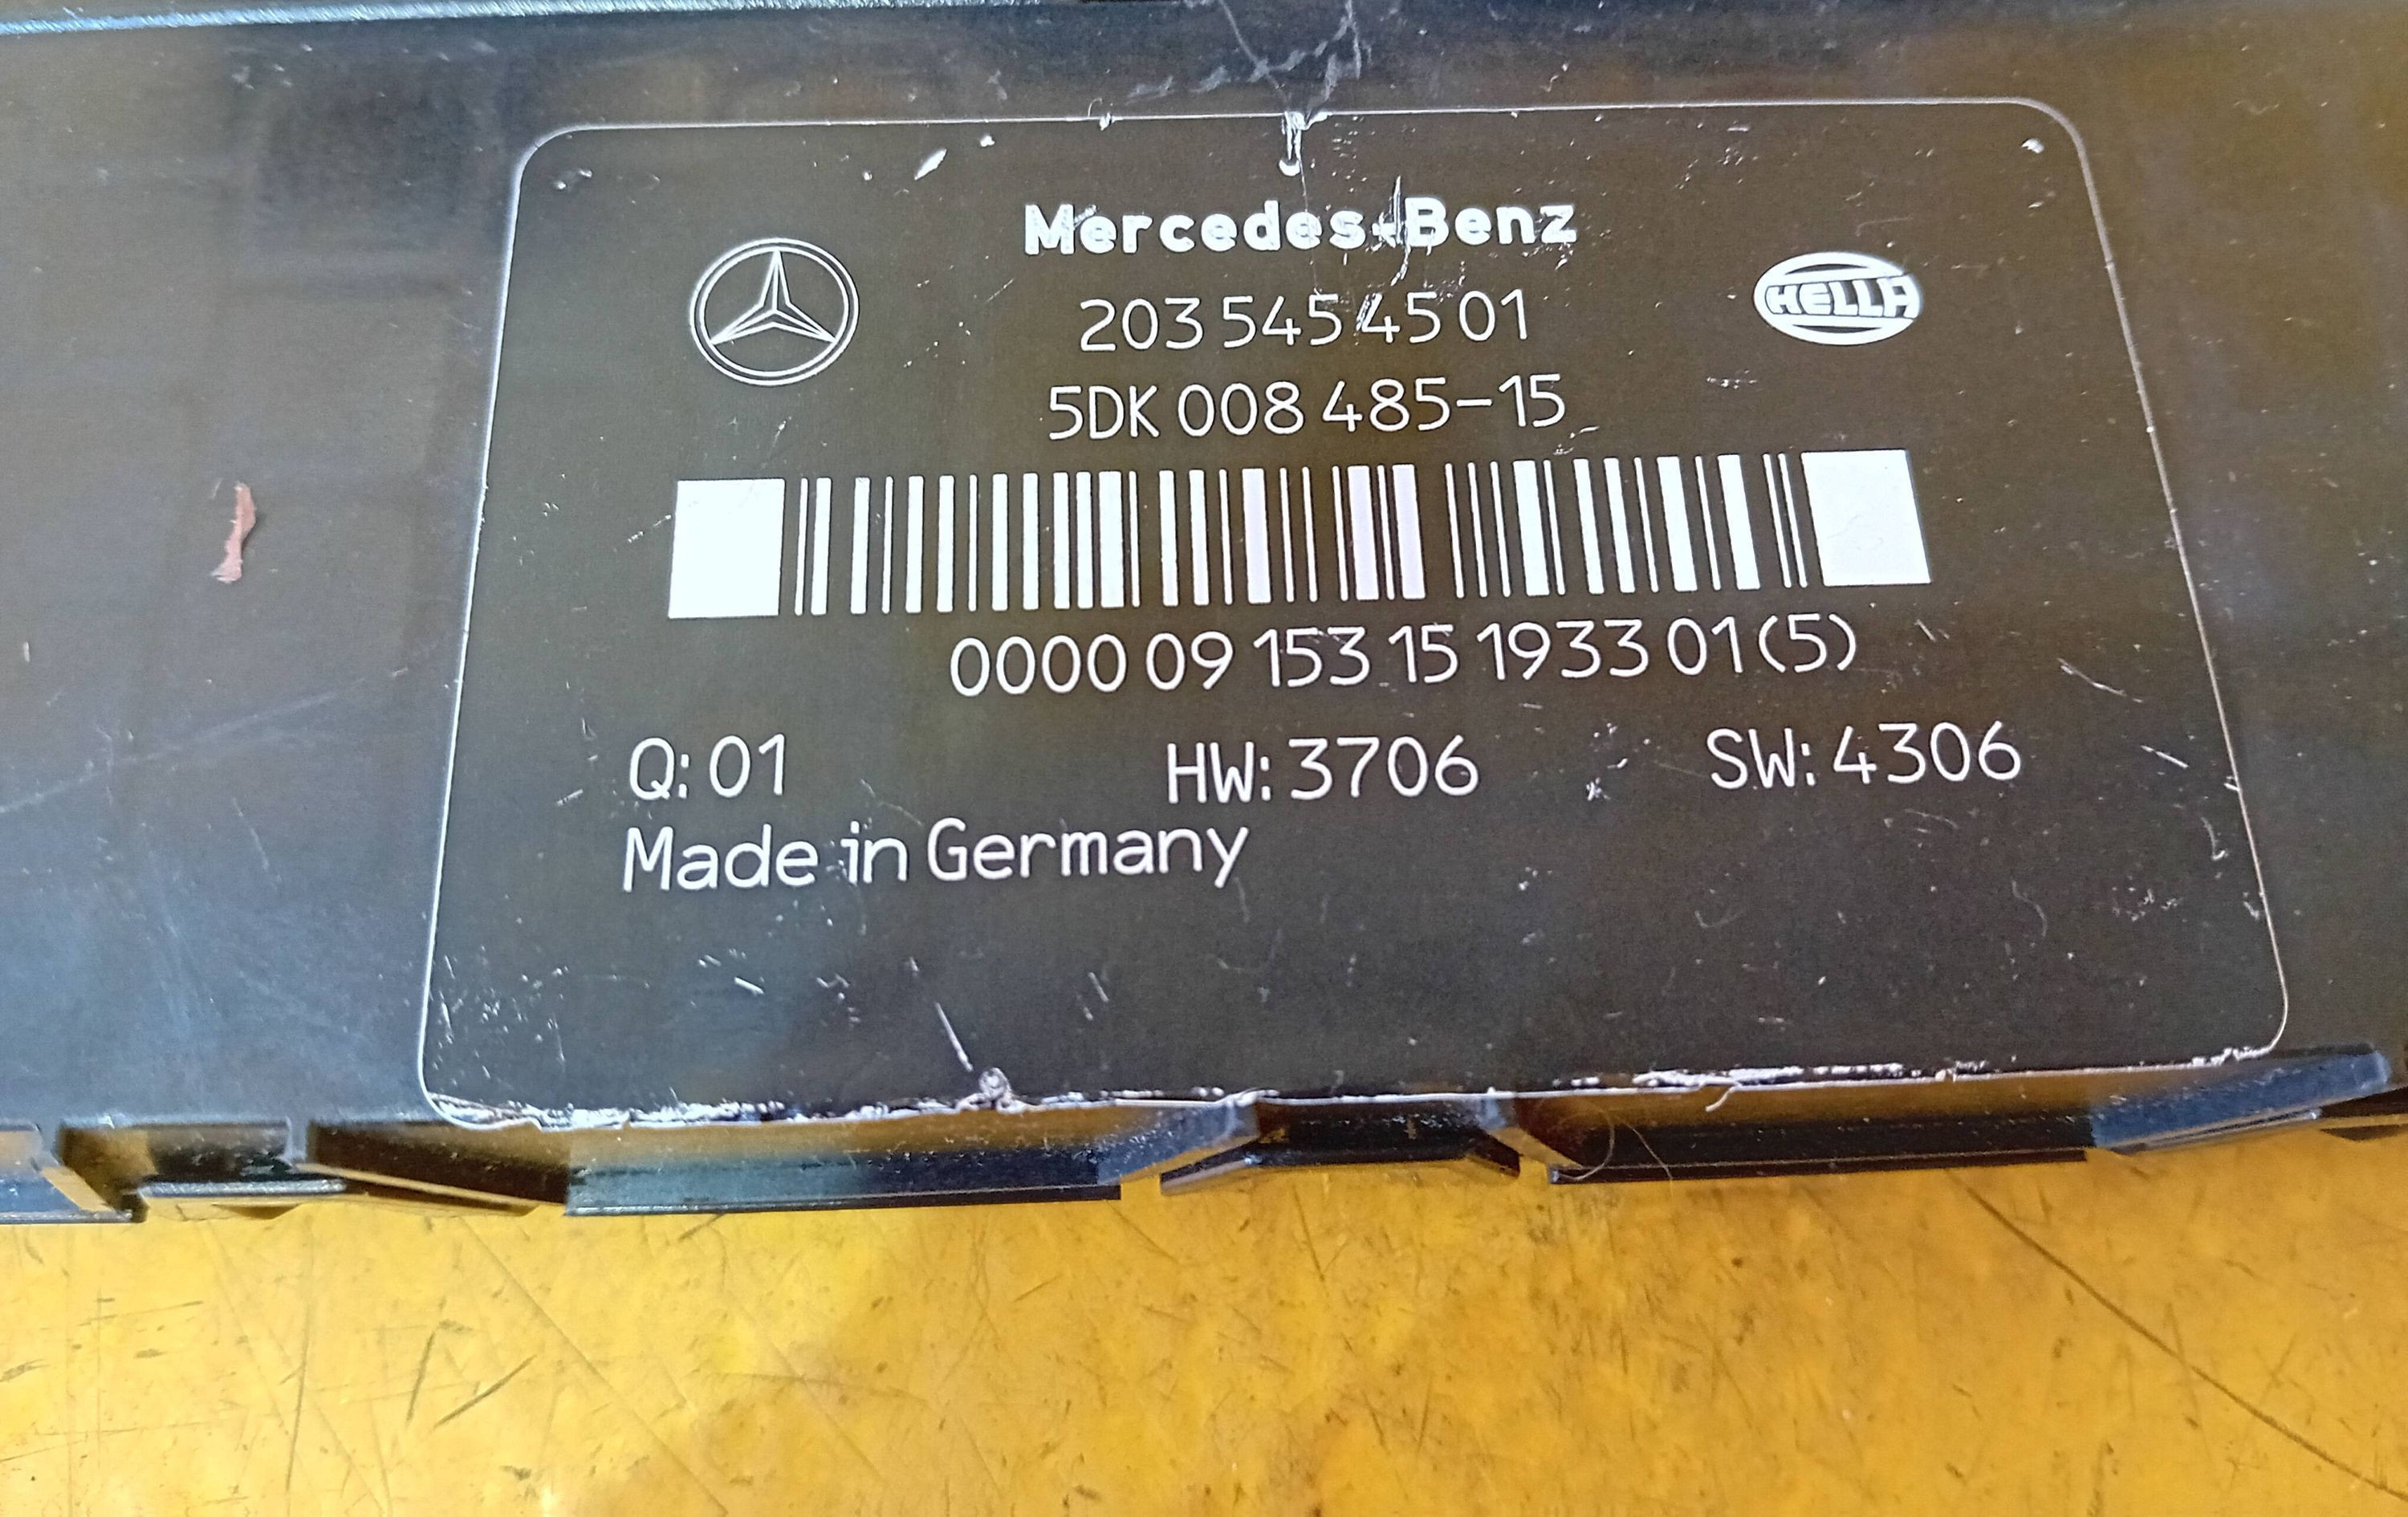 Mercedes-Benz
203 545 45 01
HELLA
5DK 008 485-15
0000 09 153 15 1933 01 (5)
Q: 01 HW: 3706 SW: 4306
Made in Germany